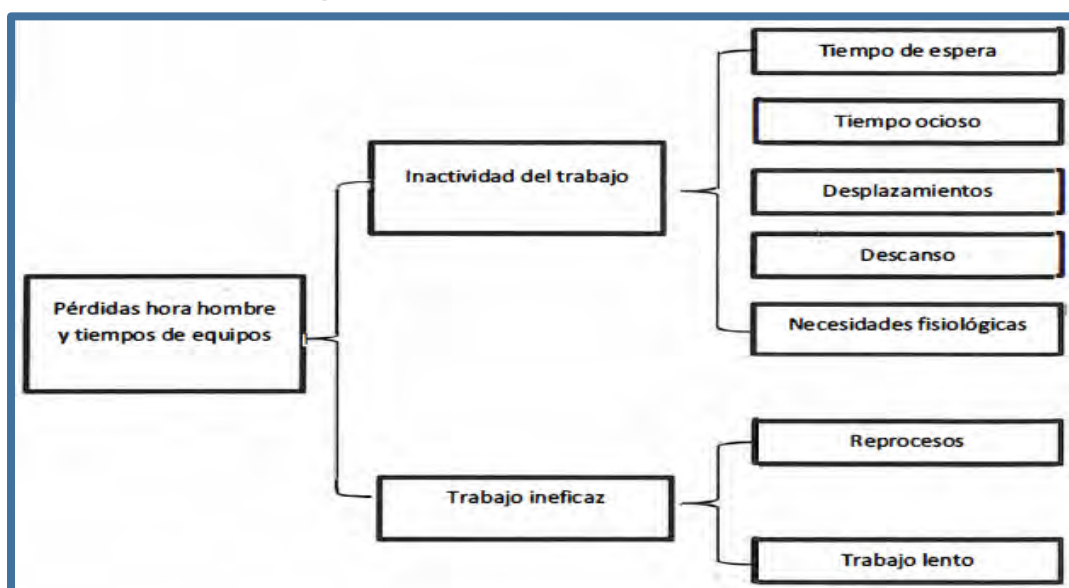 Pérdidas hora hombre
y tiempos de equipos
Inactividad del trabajo
Tiempo de espera
Tiempo ocioso
Desplazamientos
Descanso
Necesidades fisiológicas
Trabajo ineficaz
Reprocesos
Trabajo lento